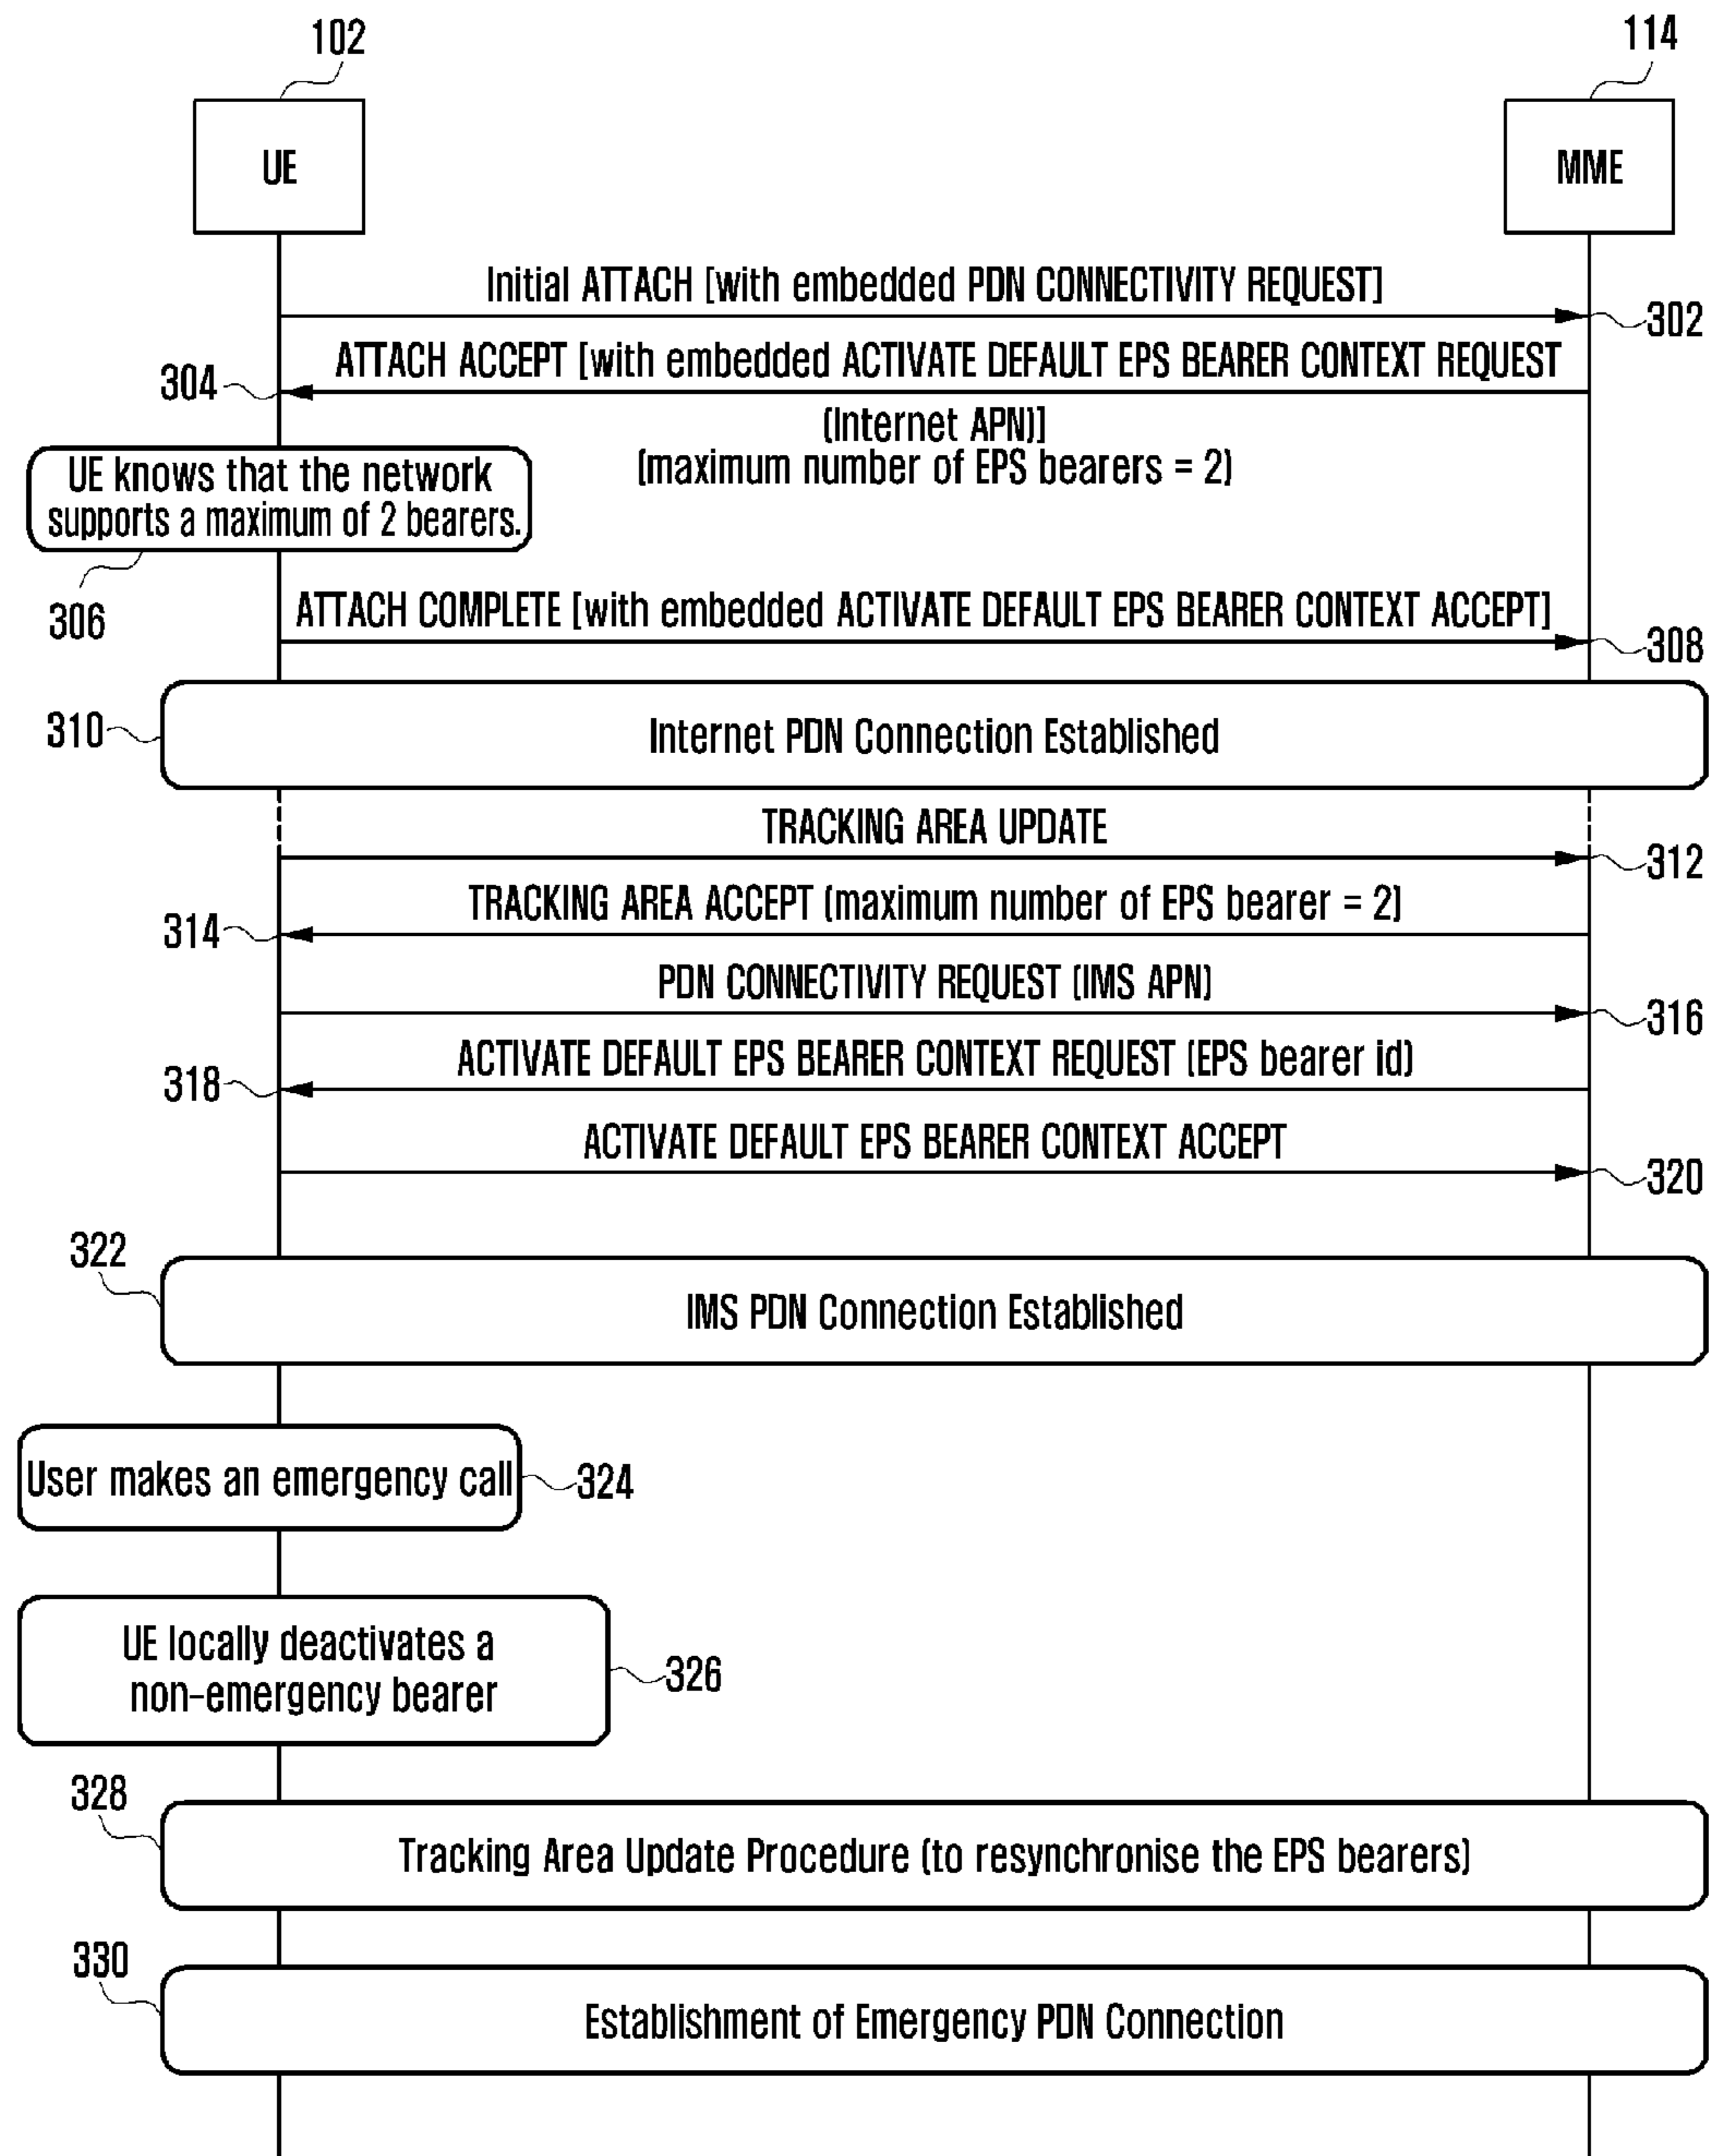 102
114
UE
MME
Initial ATTACH [with embedded PDN CONNECTIVITY REQUEST]
302
ATTACH ACCEPT [with embedded ACTIVATE DEFAULT EPS BEARER CONTEXT REQUEST
304
(Internet APN)]
(maximum number of EPS bearers = 2)
UE knows that the network
supports a maximum of 2 bearers.
306
ATTACH COMPLETE [with embedded ACTIVATE DEFAULT EPS BEARER CONTEXT ACCEPT]
308
310
Internet PDN Connection Established
TRACKING AREA UPDATE
312
TRACKING AREA ACCEPT (maximum number of EPS bearer = 2)
314
PDN CONNECTIVITY REQUEST (IMS APN)
316
ACTIVATE DEFAULT EPS BEARER CONTEXT REQUEST (EPS bearer id)
318
ACTIVATE DEFAULT EPS BEARER CONTEXT ACCEPT
320
322
IMS PDN Connection Established
User makes an emergency call
324
UE locally deactivates a
non-emergency bearer
326
328
Tracking Area Update Procedure (to resynchronise the EPS bearers)
330
Establishment of Emergency PDN Connection